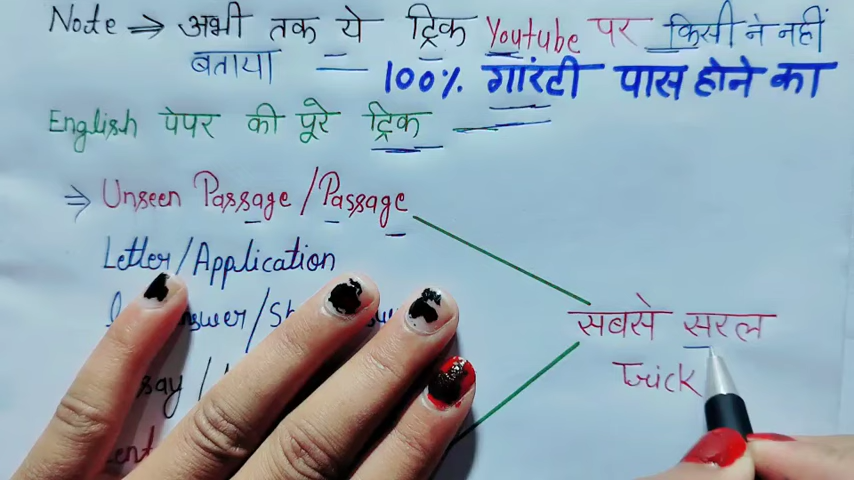 Note ⇒ अभी तक ये ट्रिक Youtube पर किसी ने नहीं
बताया 100% गारंटी पास होने का
English पेपर की पूरे ट्रिक
⇒ Unseen Passage/Passage
Letter/Application
सबसे सरल
Trick